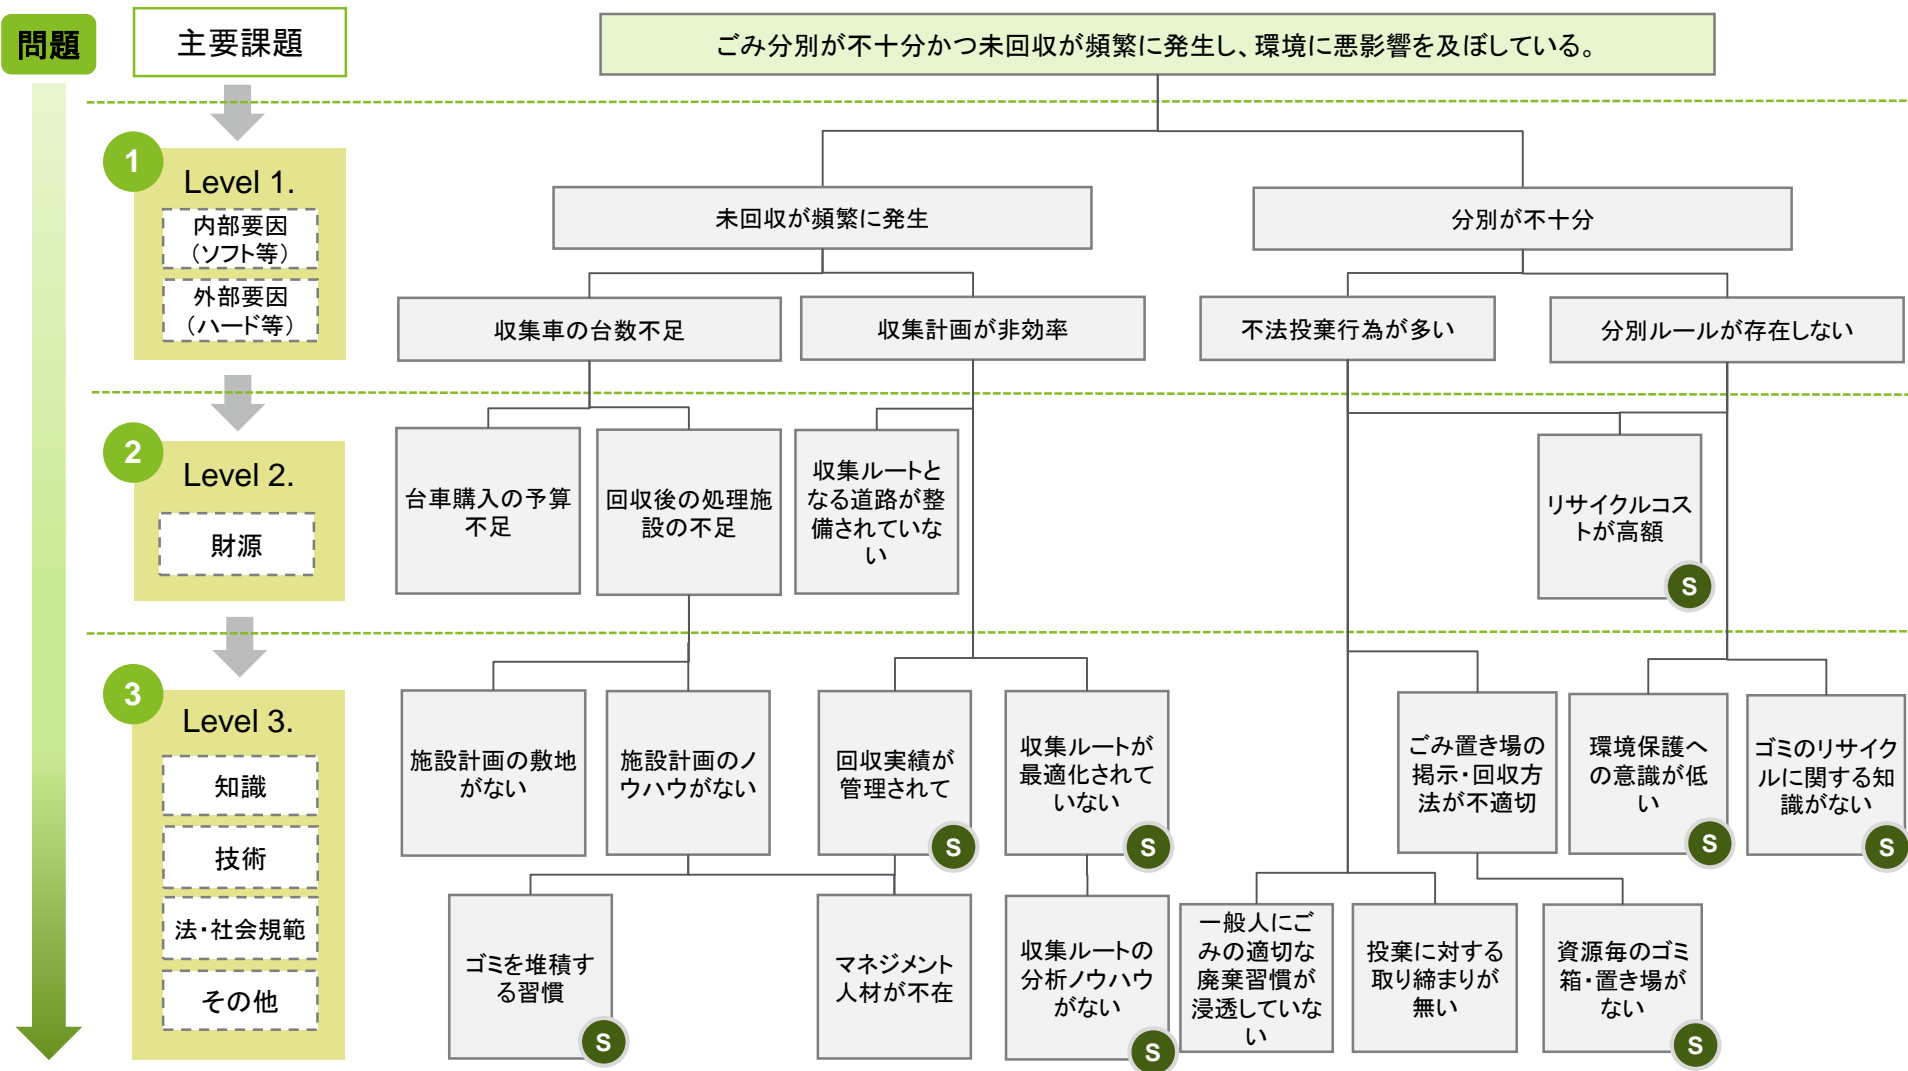 問題
主要課題
ごみ分別が不十分かつ未回収が頻繁に発生し、環境に悪影響を及ぼしている。
1
Level 1.
内部要因
（ソフト等）
外部要因
（ハード等）
未回収が頻繁に発生
分別が不十分
収集車の台数不足
収集計画が非効率
不法投棄行為が多い
分別ルールが存在しない
2
Level 2.
財源
台車購入の予算
不足
回収後の処理施
設の不足
収集ルートと
なる道路が整
備されていな
い
リサイクルコス
トが高額
S
3
Level 3.
知識
技術
法・社会規範
その他
施設計画の敷地
がない
施設計画のノ
ウハウがない
回収実績が
管理されて
S
収集ルートが
最適化されて
いない
S
ごみ置き場の
掲示・回収方
法が不適切
環境保護へ
の意識が低
い
S
ゴミのリサイク
ルに関する知
識がない
S
ゴミを堆積す
る習慣
S
マネジメント
人材が不在
収集ルートの
分析ノウハウ
がない
S
一般人にご
みの適切な
廃棄習慣が
浸透していな
い
投棄に対する
取り締まりが
無い
資源毎のゴミ
箱・置き場が
ない
S